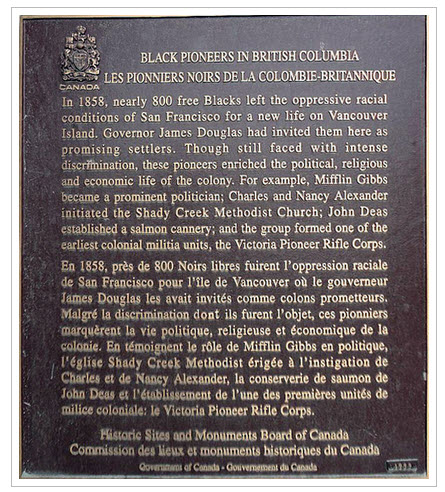 CANADA
BLACK PIONEERS IN BRITISH COLUMBIA
LES PIONNIERS NOIRS DE LA COLOMBIE-BRITANNIQUE
In 1858, nearly 800 free Blacks left the oppressive racial
conditions of San Francisco for a new life on Vancouver
Island. Governor James Douglas had invited them here as
promising settlers. Though still faced with intense
discrimination, these pioneers enriched the political, religious
and economic life of the colony. For example, Mifflin Gibbs
became a prominent politician; Charles and Nancy Alexander
initiated the Shady Creek Methodist Church; John Deas
established a salmon cannery; and the group formed one of the
earliest colonial militia units, the Victoria Pioneer Rifle Corps.
En 1858, près de 800 Noirs libres fuirent l'oppression raciale
de San Francisco pour l'île de Vancouver où le gouverneur
James Douglas les avait invités comme colons prometteurs.
Malgré la discrimination dont ils furent l'objet, ces pionniers
marquèrent la vie politique, religieuse et économique de la
colonie. En témoignent le rôle de Mifflin Gibbs en politique,
l'église Shady Creek Methodist érigée à l'instigation de
Charles et de Nancy Alexander, la conserverie de saumon de
John Deas et l'établissement de l'une des premières unités de
milice coloniale: le Victoria Pioneer Rifle Corps.
Historic Sites and Monuments Board of Canada
Commission des lieux et monuments historiques du Canada
Government of Canada - Gouvernement du Canada